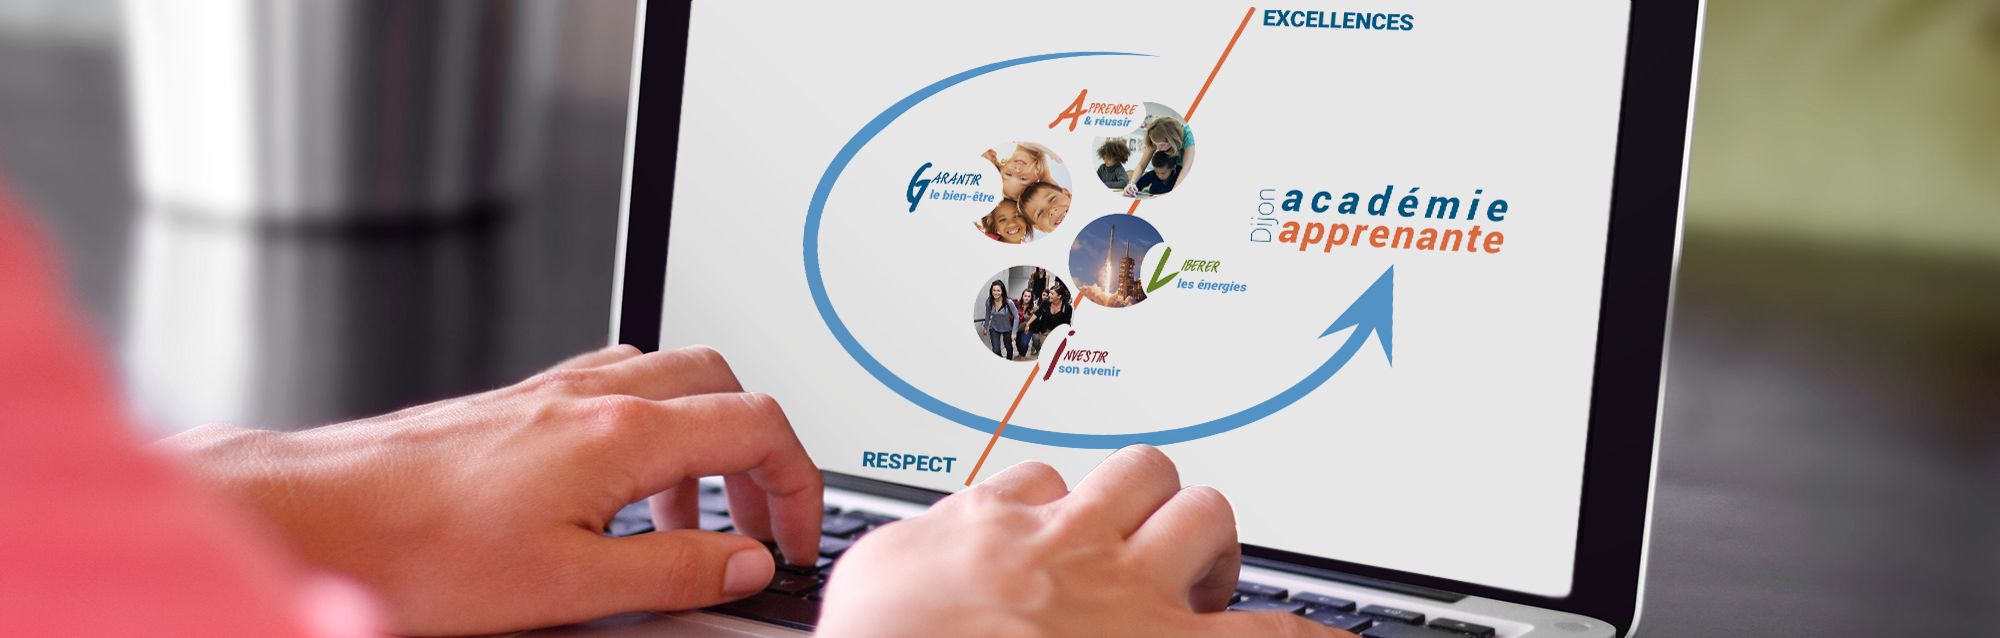 EXCELLENCES
APPRENDRE
& réussir
GARANTIR
le bien-être
Dijon
académie
apprenante
LIBERER
les énergies
iNVESTIR
son avenir
RESPECT